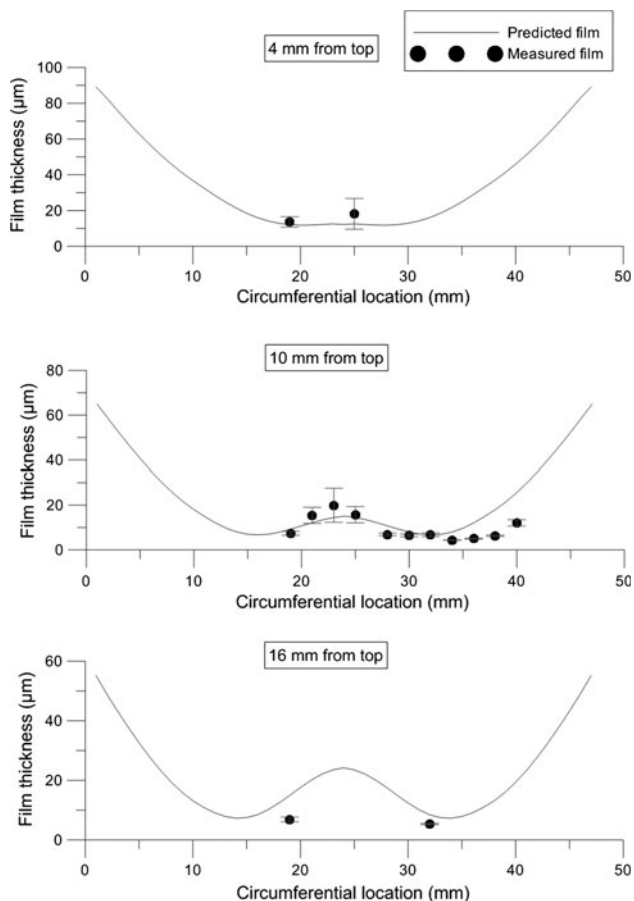 4 mm from top
Predicted film
Measured film
Film thickness (µm)
100
80
60
40
20
0
0 10 20 30 40 50
Circumferential location (mm)
10 mm from top
Film thickness (µm)
80
60
40
20
0
0 10 20 30 40 50
Circumferential location (mm)
16 mm from top
Film thickness (µm)
60
40
20
0
0 10 20 30 40 50
Circumferential location (mm)